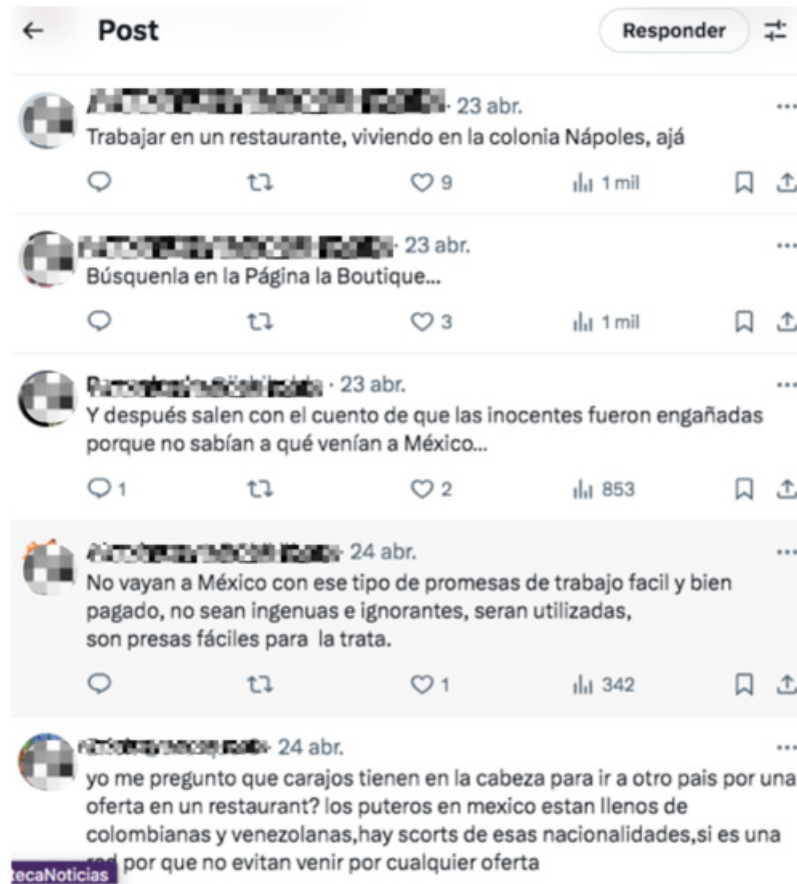 Post
Responder
23 abr.
Trabajar en un restaurante, viviendo en la colonia Nápoles, ajá
9
1 mil
· 23 abr.
Búsquenla en la Página la Boutique...
3
1 mil
· 23 abr.
Y después salen con el cuento de que las inocentes fueron engañadas
porque no sabían a qué venían a México...
1
2
853
24 abr.
No vayan a México con ese tipo de promesas de trabajo facil y bien
pagado, no sean ingenuas e ignorantes, seran utilizadas,
son presas fáciles para la trata.
1
342
· 24 abr.
yo me pregunto que carajos tienen en la cabeza para ir a otro pais por una
oferta en un restaurant? los puteros en mexico estan llenos de
colombianas y venezolanas,hay scorts de esas nacionalidades,si es una
red por que no evitan venir por cualquier oferta
tecaNoticias